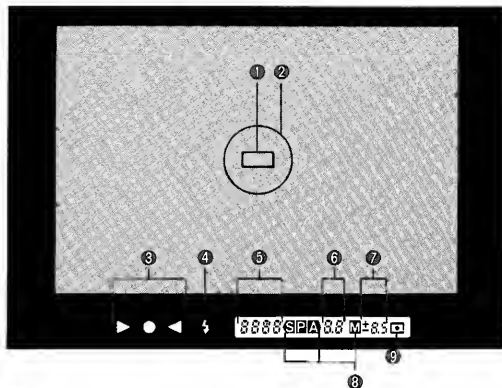 ❶ ❷
❸ ❹ ❺ ❻ ❼
▶ ● ◀ ⚡ 8888 S P A 8.8 M ± 8.5
❾
❽